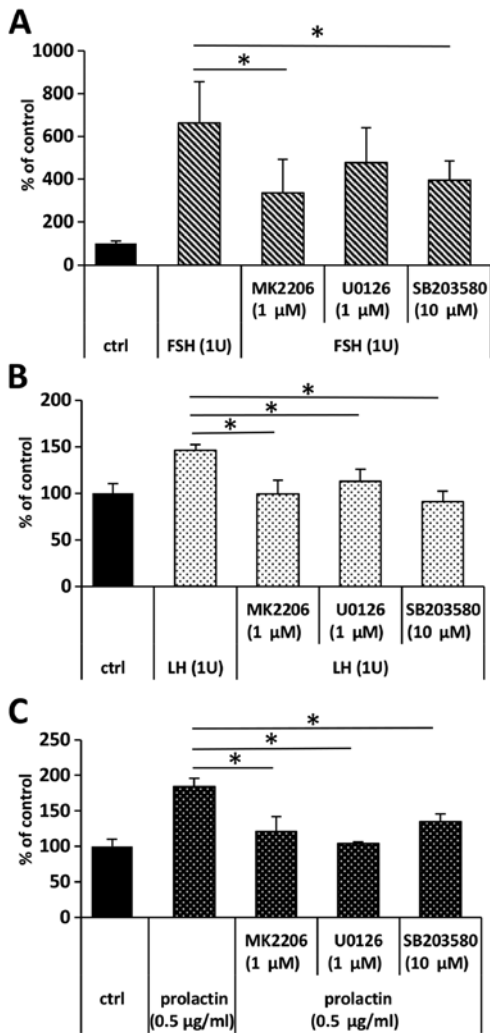 A
% of control
1000
800
600
400
200
0
*
*
MK2206 U0126 SB203580
(1 µM) (1 µM) (10 µM)
ctrl FSH (1U) FSH (1U)
B
% of control
200
150
100
50
0
*
*
*
MK2206 U0126 SB203580
(1 µM) (1 µM) (10 µM)
ctrl LH (1U) LH (1U)
C
% of control
250
200
150
100
50
0
*
*
*
MK2206 U0126 SB203580
(1 µM) (1 µM) (10 µM)
ctrl prolactin prolactin
(0.5 µg/ml) (0.5 µg/ml)